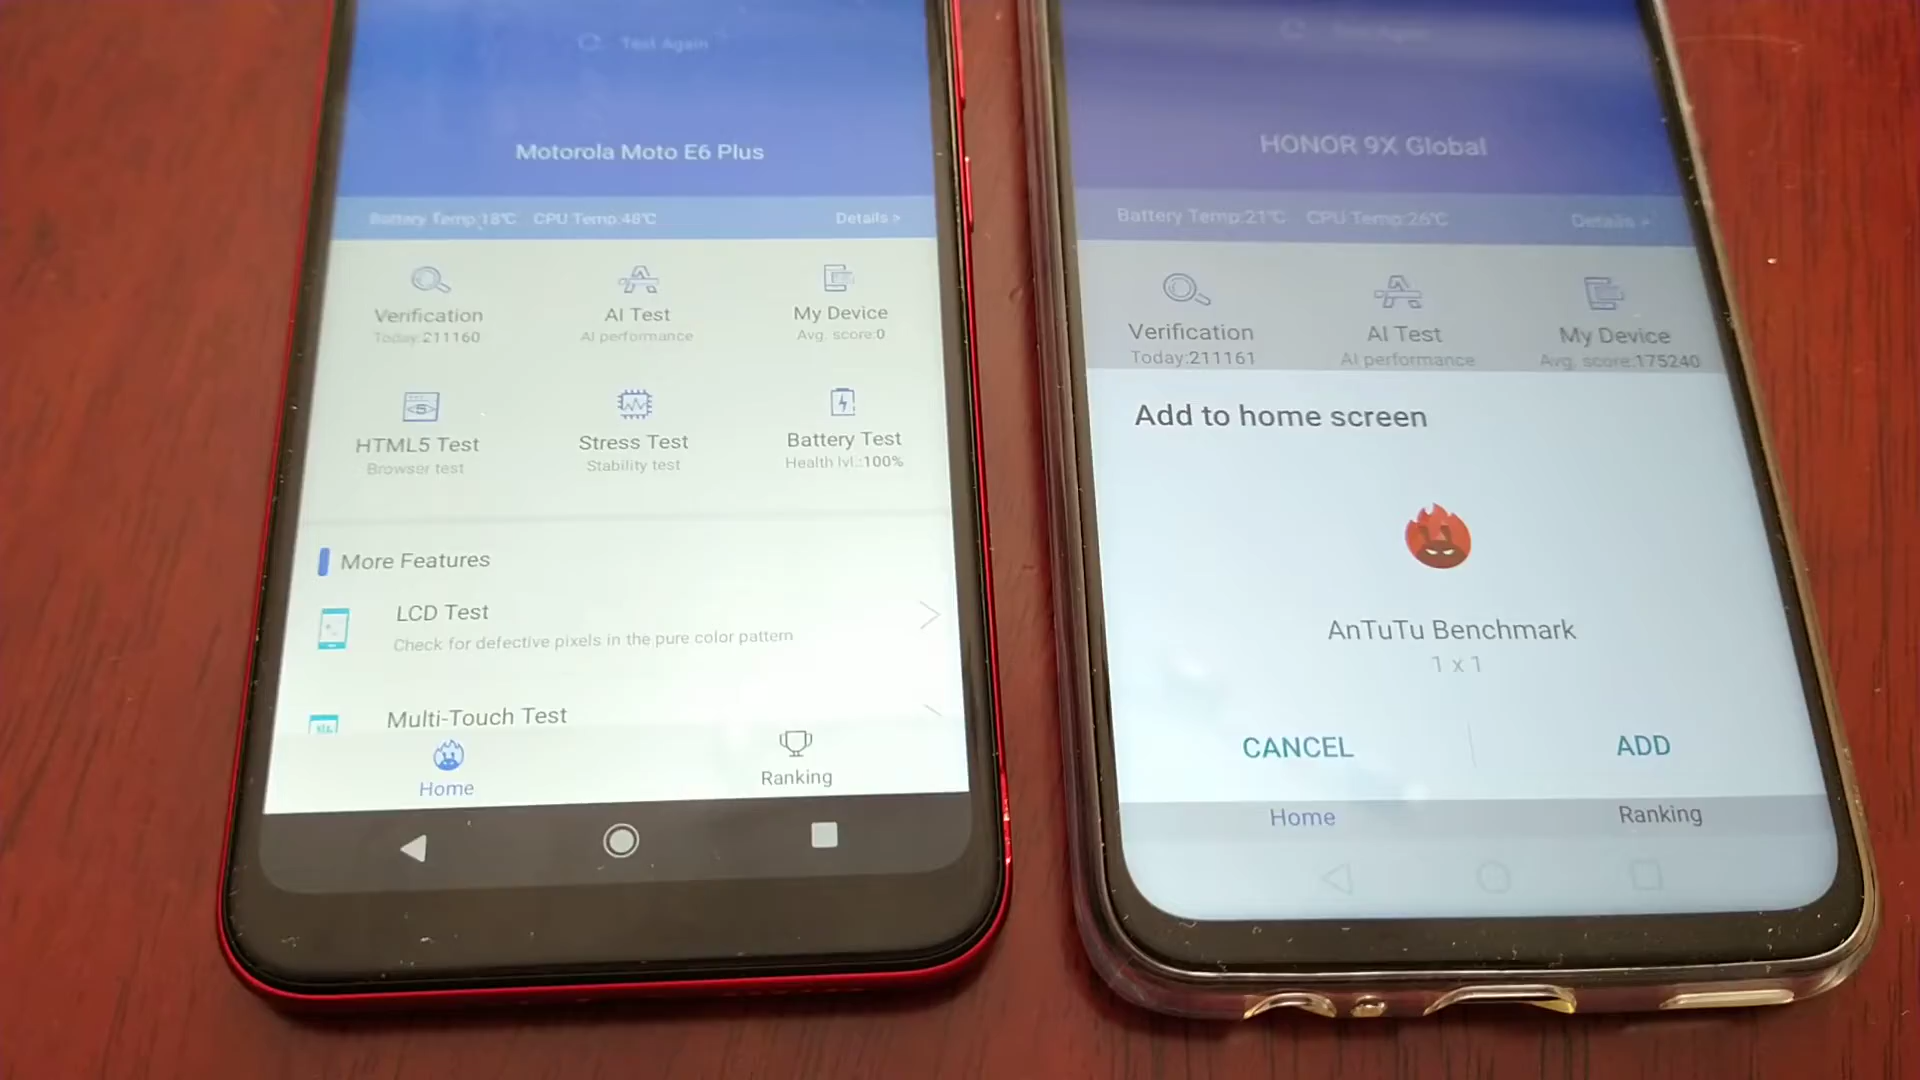 Test Again
Motorola Moto E6 Plus
Battery Temp:18℃ CPU Temp:48℃ Details >
Verification AI Test My Device
Today:211160 AI performance Avg. score:0
HTML5 Test Stress Test Battery Test
Browser test Stability test Health lvl.:100%
More Features
LCD Test
Check for defective pixels in the pure color pattern
Multi-Touch Test
Home Ranking
HONOR 9X Global
Battery Temp:21℃ CPU Temp:26℃ Details >
Verification AI Test My Device
Today:211161 AI performance Avg. score:175240
Add to home screen
AnTuTu Benchmark
1 x 1
CANCEL ADD
Home Ranking